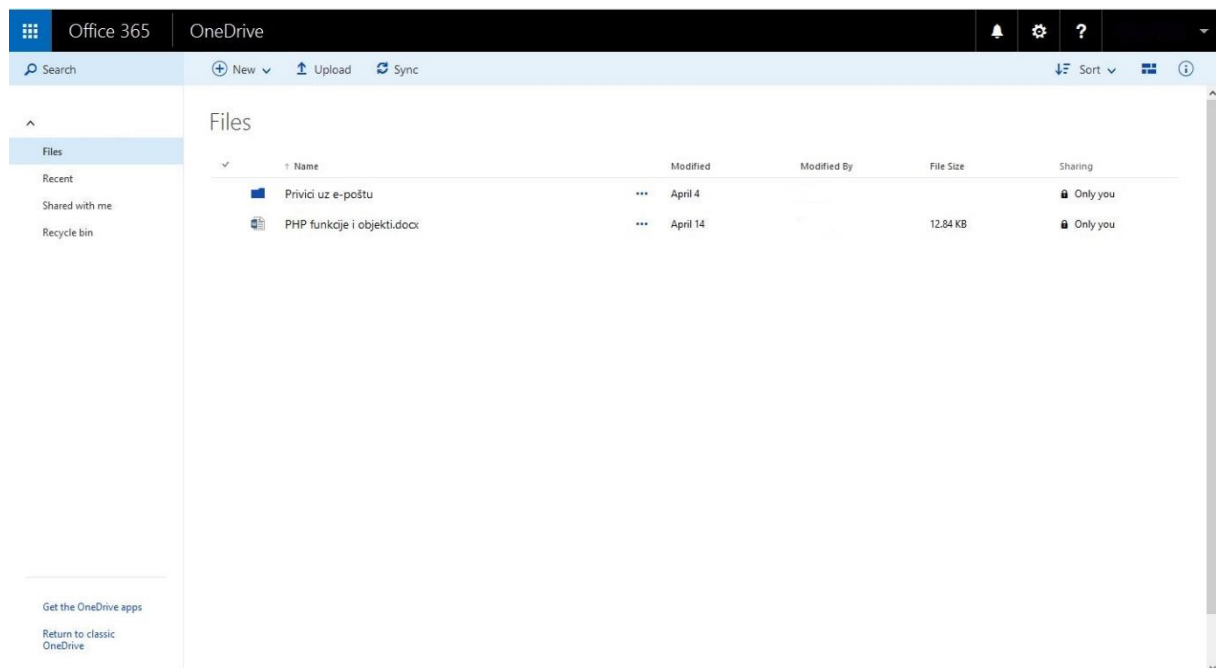 Office 365 OneDrive ?
Search New Upload Sync Sort
Files
Files
Recent
Shared with me
Recycle bin
Name Modified Modified By File Size Sharing
Privici uz e-poštu ... April 4 Only you
PHP funkcije i objekti.docx ... April 14 12.84 KB Only you
Get the OneDrive apps
Return to classic
OneDrive